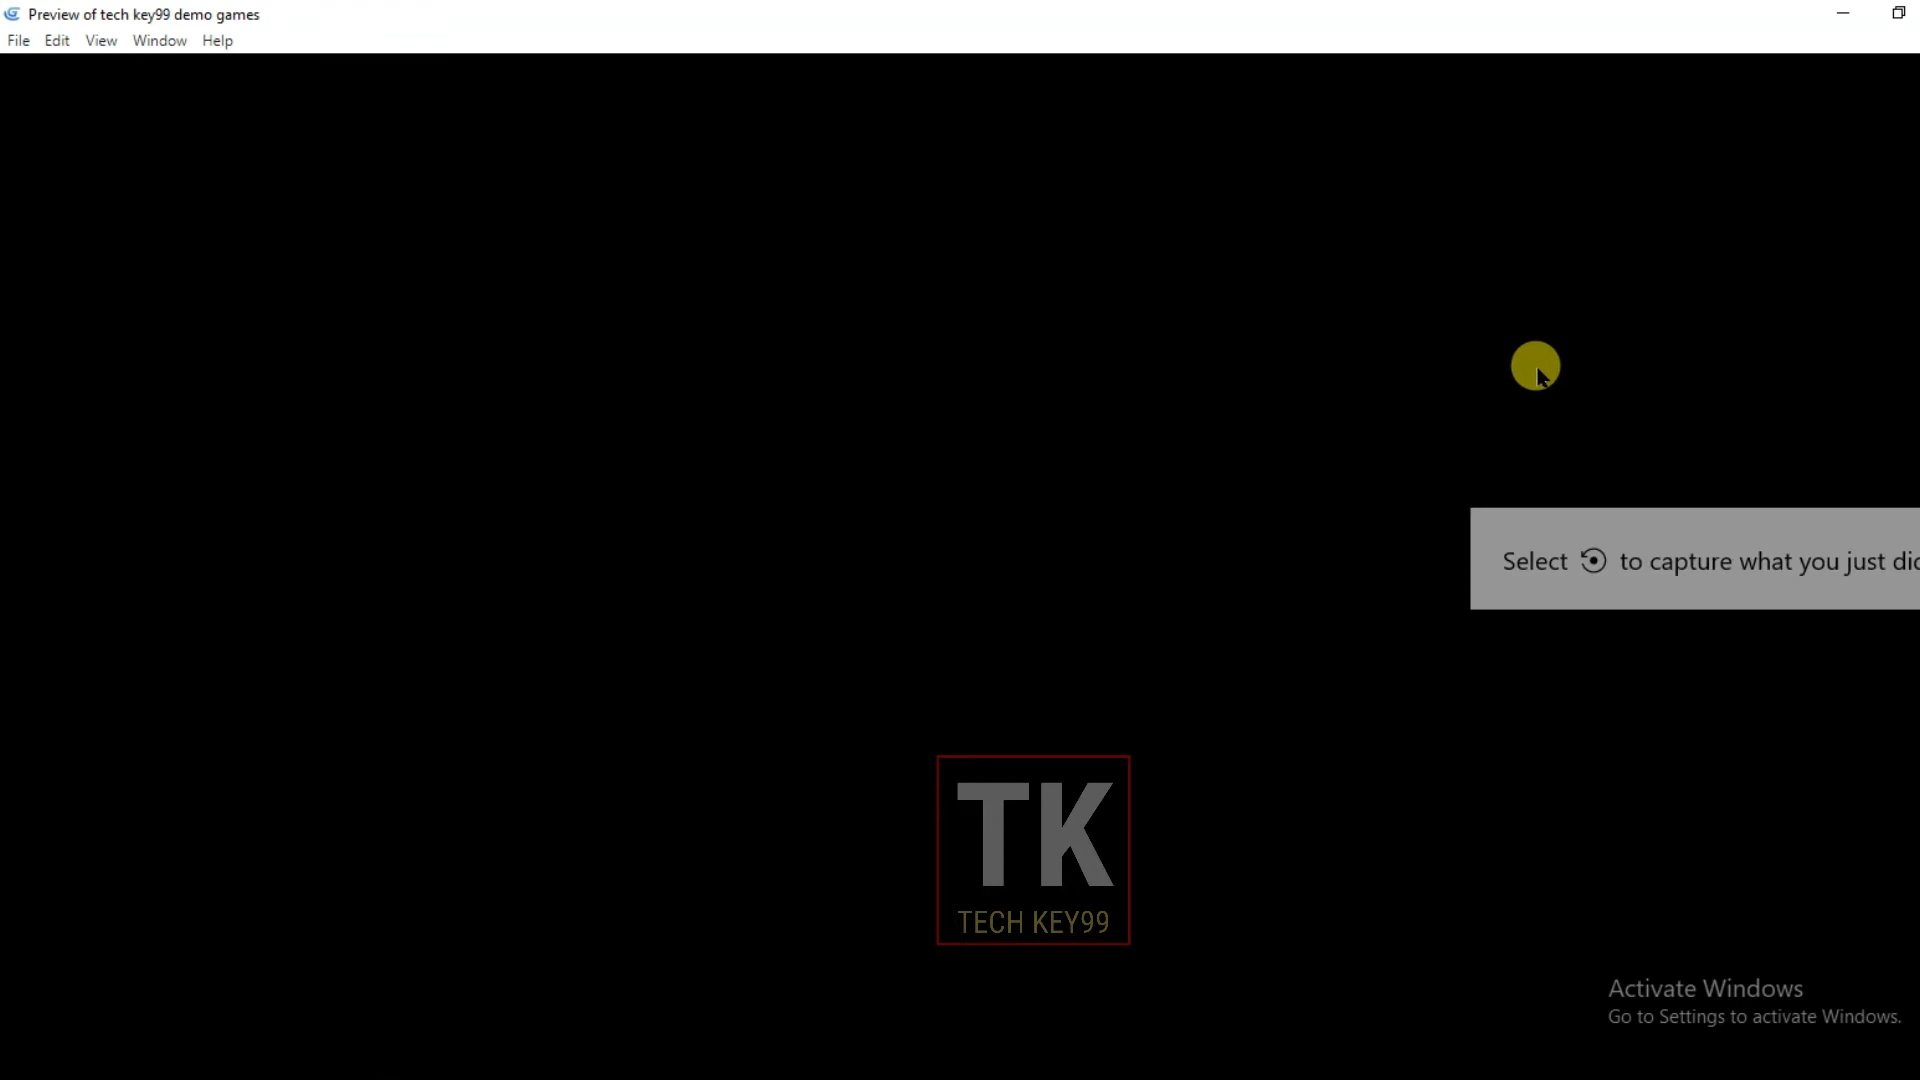 Preview of tech key99 demo games
File Edit View Window Help
Select to capture what you just did
TK
TECH KEY99
Activate Windows
Go to Settings to activate Windows.